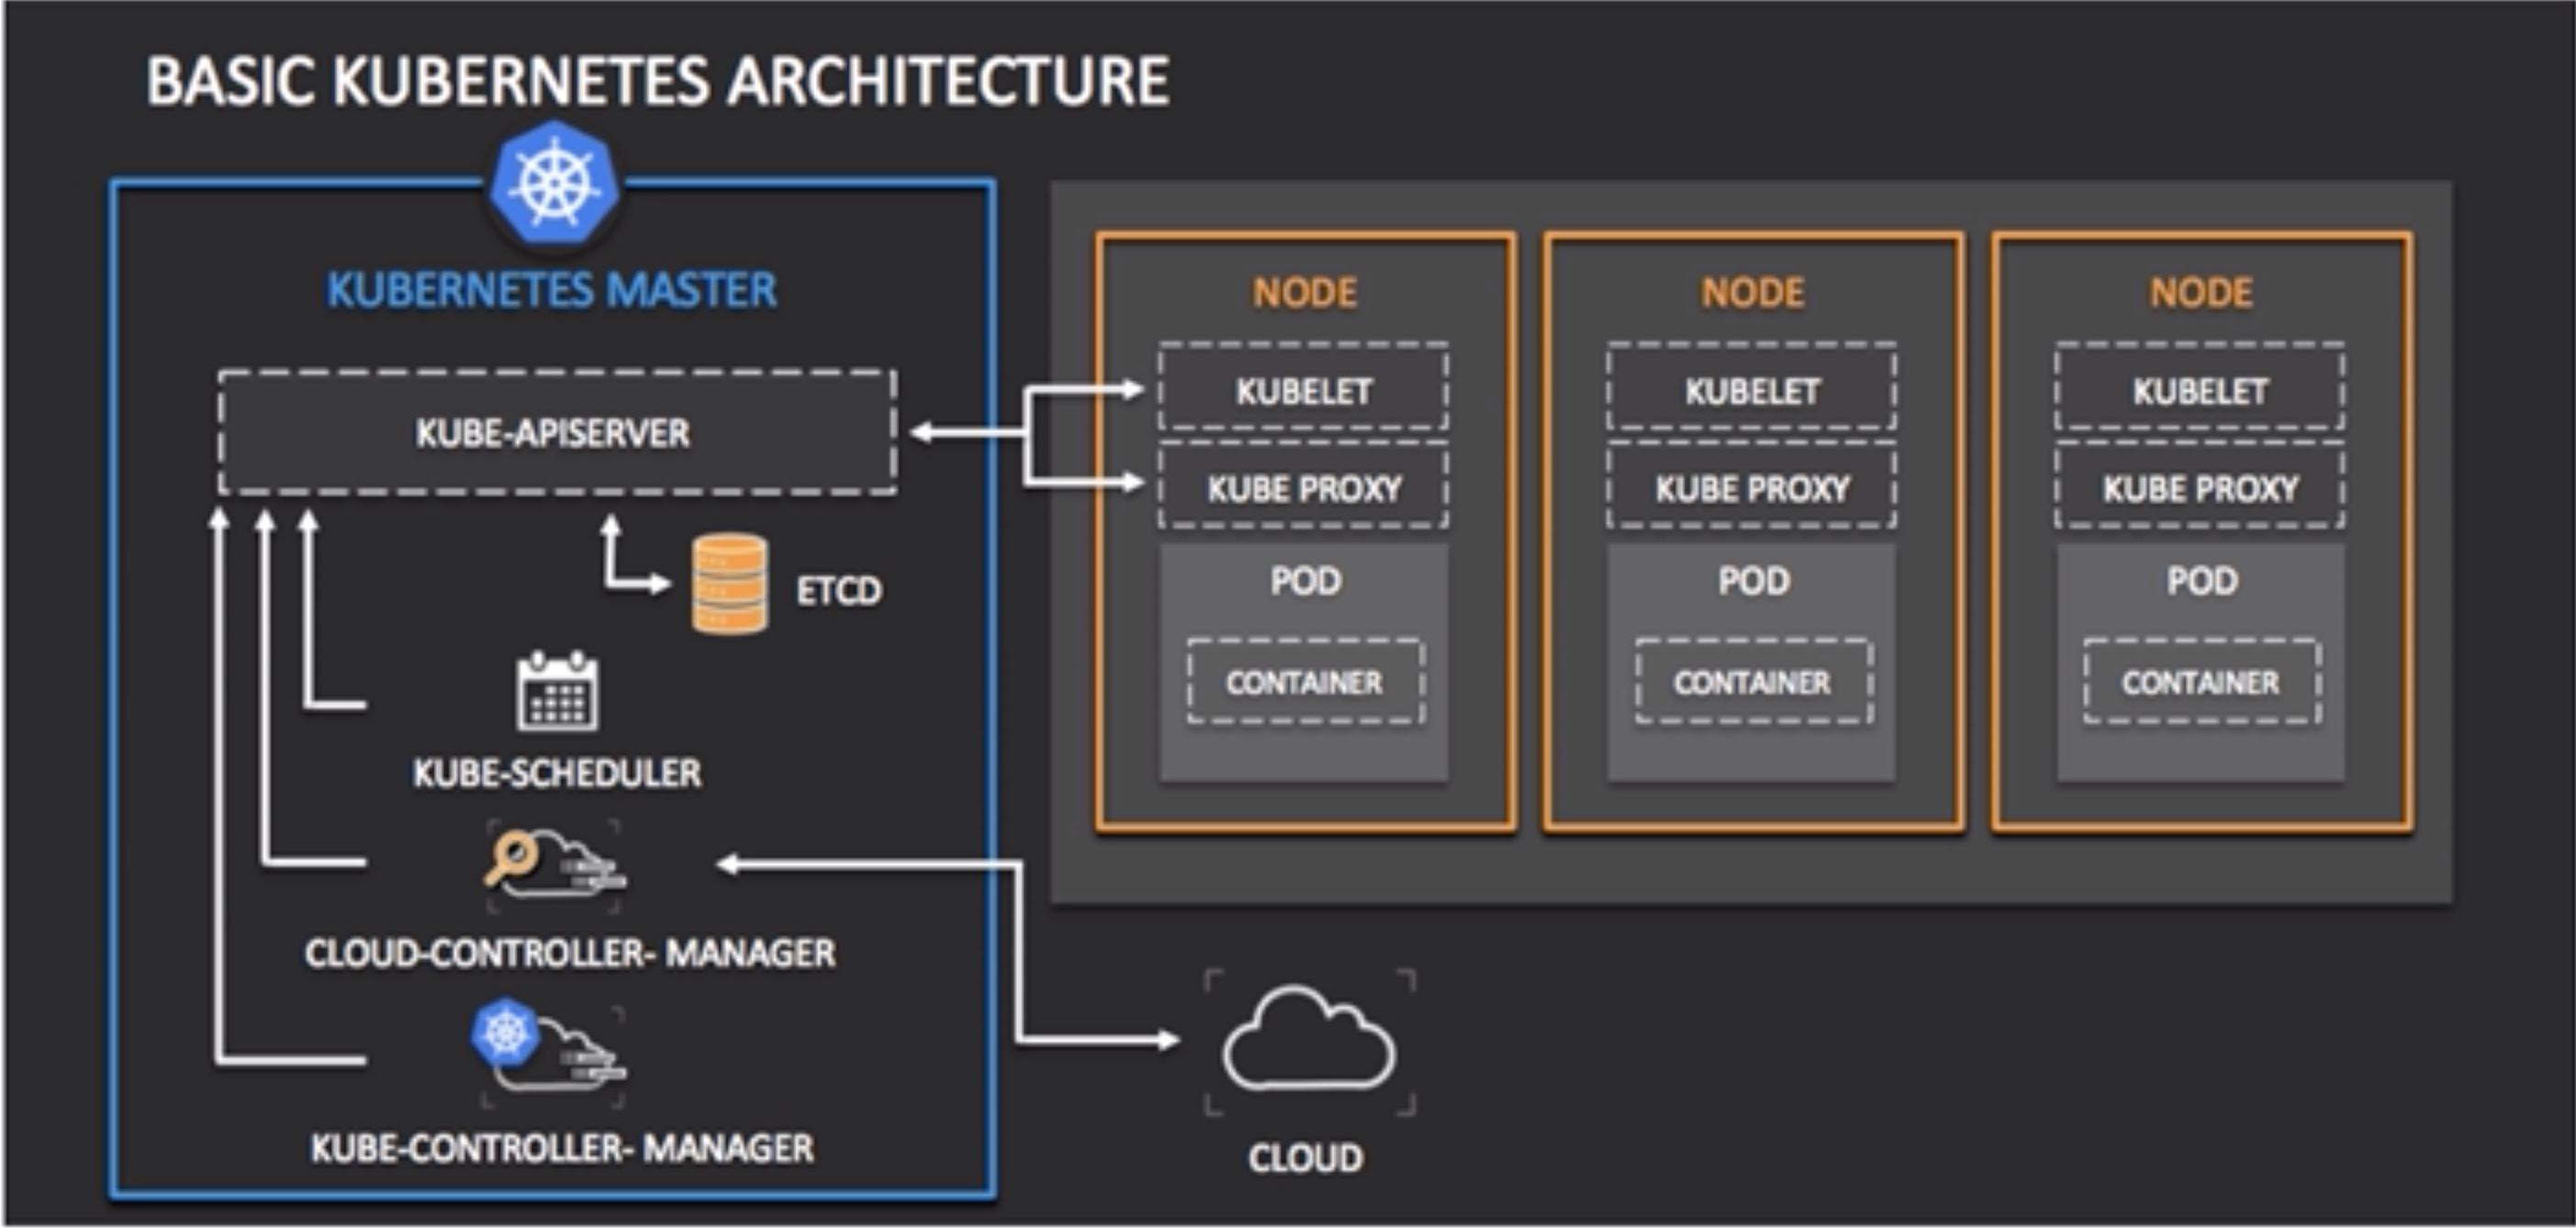 BASIC KUBERNETES ARCHITECTURE
KUBERNETES MASTER
KUBE-APISERVER
ETCD
KUBE-SCHEDULER
CLOUD-CONTROLLER- MANAGER
KUBE-CONTROLLER- MANAGER
NODE
KUBELET
KUBE PROXY
POD
CONTAINER
NODE
KUBELET
KUBE PROXY
POD
CONTAINER
NODE
KUBELET
KUBE PROXY
POD
CONTAINER
CLOUD